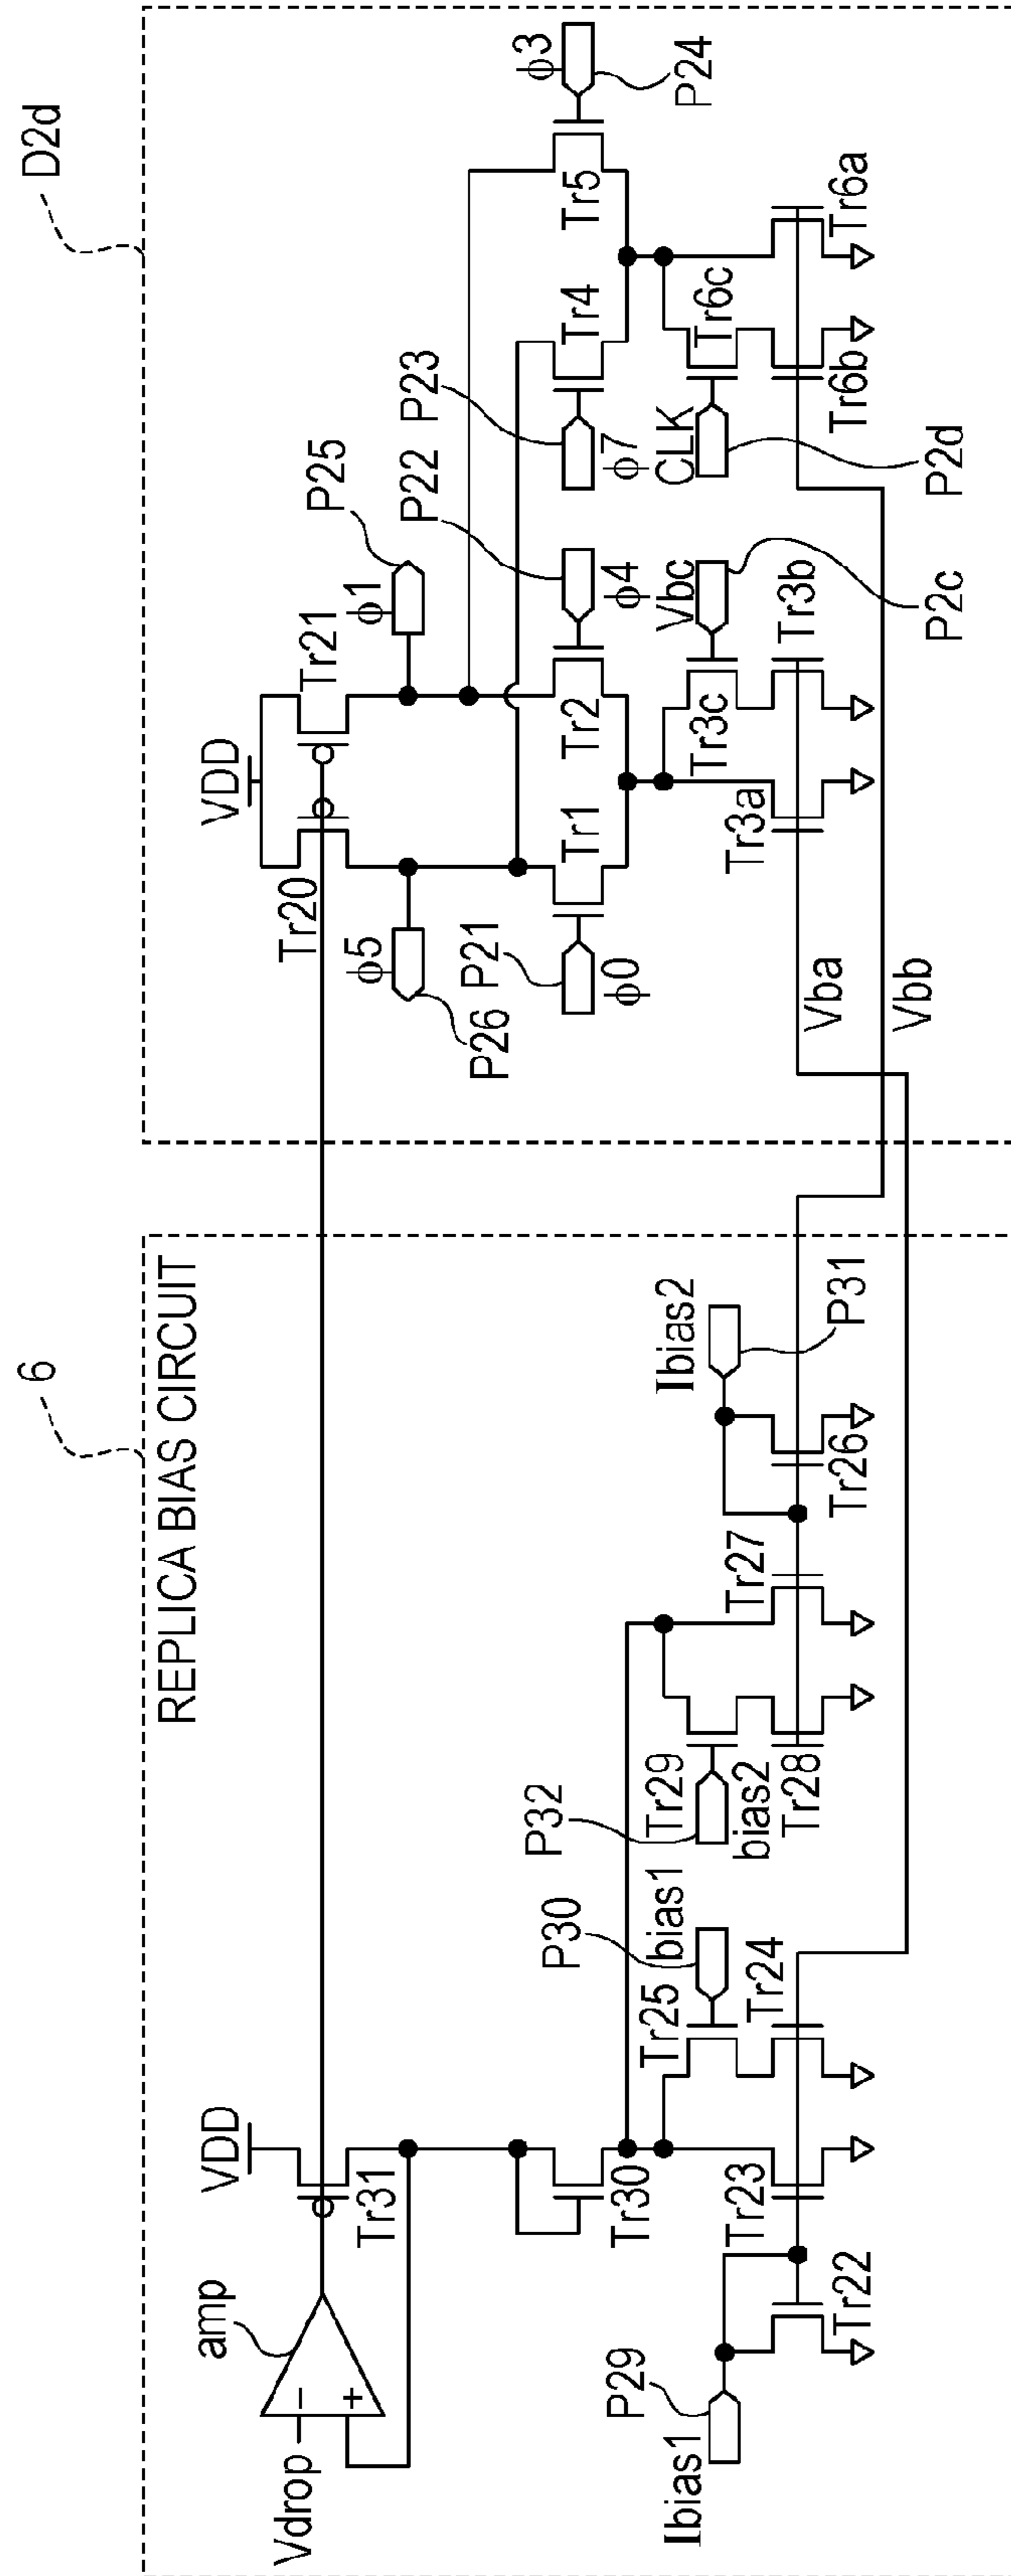 6
D2d
REPLICA BIAS CIRCUIT
amp
VDD
VDD
Vdrop
−
+
Tr31
Tr20
Tr21
ϕ5
ϕ1
P25
P26
P21
P22
P23
ϕ3
P24
Tr30
P30
P32
Tr1
Tr2
Tr4
Tr5
ϕ0
ϕ4
ϕ7
P29
Ibias1
Tr25
bias1
Tr29
bias2
Ibias2
P31
Tr3c
Vbc
CLK
Tr6c
Tr22
Tr23
Tr24
Tr28
Tr27
Tr26
Tr3a
Tr3b
Tr6b
Tr6a
Vba
Vbb
P2c
P2d